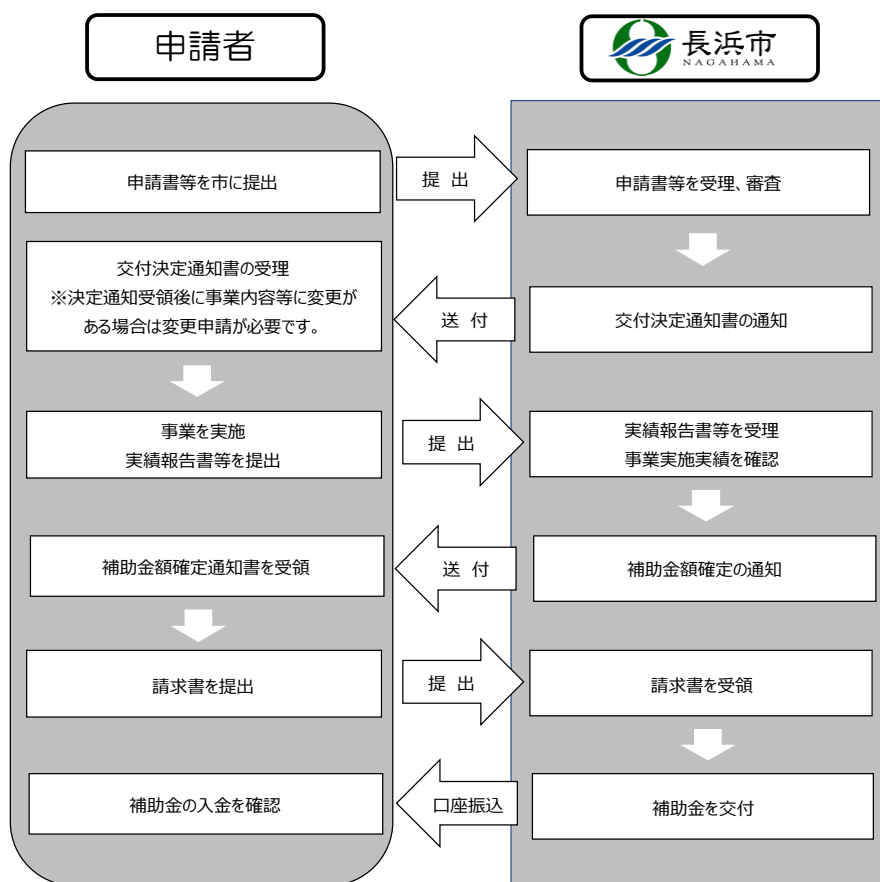 申請者
長浜市
NAGAHAMA
申請書等を市に提出
提 出
申請書等を受理、審査
交付決定通知書の受理
※決定通知受領後に事業内容等に変更が
ある場合は変更申請が必要です。
送 付
交付決定通知書の通知
事業を実施
実績報告書等を提出
提 出
実績報告書等を受理
事業実施実績を確認
補助金額確定通知書を受領
送 付
補助金額確定の通知
請求書を提出
提 出
請求書を受領
補助金の入金を確認
口座振込
補助金を交付